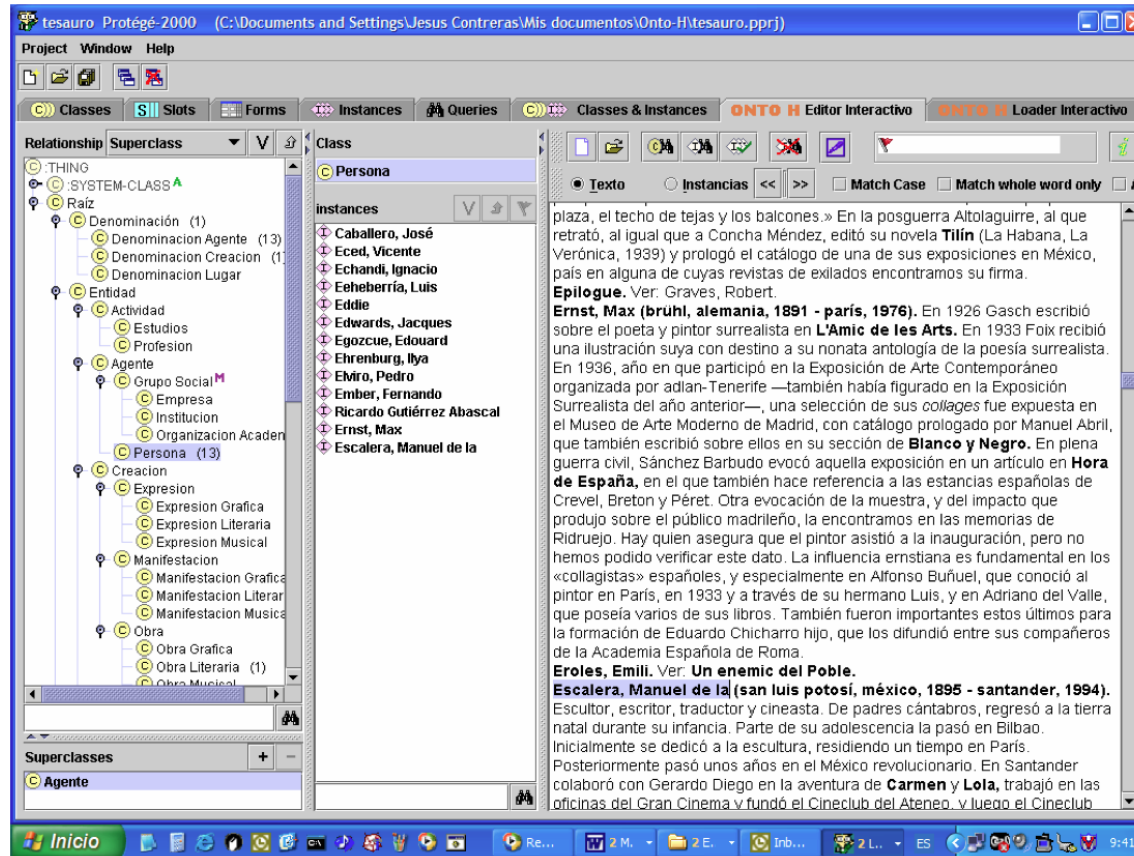 tesauro Protégé-2000 (C:\Documents and Settings\Jesus Contreras\Mis documentos\Onto-H\tesauro.pprj)
Project Window Help
Classes Slots Forms Instances Queries Classes & Instances ONTO H Editor Interactivo ONTO H Loader Interactivo
Relationship Superclass V
:THING
:SYSTEM-CLASS A
Raíz
Denominación (1)
Denominacion Agente (13)
Denominacion Creacion (1
Denominacion Lugar
Entidad
Actividad
Estudios
Profesion
Agente
Grupo Social M
Empresa
Institucion
Organizacion Academ
Persona (13)
Creacion
Expresion
Expresion Grafica
Expresion Literaria
Expresion Musical
Manifestacion
Manifestacion Grafica
Manifestacion Literar
Manifestacion Musica
Obra
Obra Grafica
Obra Literaria (1)
Obra Musical
Superclasses + -
Agente
Class
Persona
instances V
Caballero, José
Eced, Vicente
Echandi, Ignacio
Eeheberría, Luis
Eddie
Edwards, Jacques
Egozcue, Edouard
Ehrenburg, Ilya
Elviro, Pedro
Ember, Fernando
Ricardo Gutiérrez Abascal
Ernst, Max
Escalera, Manuel de la
Texto Instancias << >> Match Case Match whole word only
plaza, el techo de tejas y los balcones.» En la posguerra Altolaguirre, al que
retrató, al igual que a Concha Méndez, editó su novela Tilín (La Habana, La
Verónica, 1939) y prologó el catálogo de una de sus exposiciones en México,
país en alguna de cuyas revistas de exilados encontramos su firma.
Epilogue. Ver: Graves, Robert.
Ernst, Max (brühl, alemania, 1891 - parís, 1976). En 1926 Gasch escribió
sobre el poeta y pintor surrealista en L'Amic de les Arts. En 1933 Foix recibió
una ilustración suya con destino a su nonata antología de la poesía surrealista.
En 1936, año en que participó en la Exposición de Arte Contemporáneo
organizada por adlan-Tenerife —también había figurado en la Exposición
Surrealista del año anterior—, una selección de sus collages fue expuesta en
el Museo de Arte Moderno de Madrid, con catálogo prologado por Manuel Abril,
que también escribió sobre ellos en su sección de Blanco y Negro. En plena
guerra civil, Sánchez Barbudo evocó aquella exposición en un artículo en Hora
de España, en el que también hace referencia a las estancias españolas de
Crevel, Breton y Péret. Otra evocación de la muestra, y del impacto que
produjo sobre el público madrileño, la encontramos en las memorias de
Ridruejo. Hay quien asegura que el pintor asistió a la inauguración, pero no
hemos podido verificar este dato. La influencia ernstiana es fundamental en los
«collagistas» españoles, y especialmente en Alfonso Buñuel, que conoció al
pintor en París, en 1933 y a través de su hermano Luis, y en Adriano del Valle,
que poseía varios de sus libros. También fueron importantes estos últimos para
la formación de Eduardo Chicharro hijo, que los difundió entre sus compañeros
de la Academia Española de Roma.
Eroles, Emili. Ver: Un enemic del Poble.
Escalera, Manuel de la (san luis potosí, méxico, 1895 - santander, 1994).
Escultor, escritor, traductor y cineasta. De padres cántabros, regresó a la tierra
natal durante su infancia. Parte de su adolescencia la pasó en Bilbao.
Inicialmente se dedicó a la escultura, residiendo un tiempo en París.
Posteriormente pasó unos años en el México revolucionario. En Santander
colaboró con Gerardo Diego en la aventura de Carmen y Lola, trabajó en las
oficinas del Gran Cinema y fundó el Cineclub del Ateneo, y luego el Cineclub
Inicio Re... 2 M. 2 E. Inb... 2 L.. ES 9:41